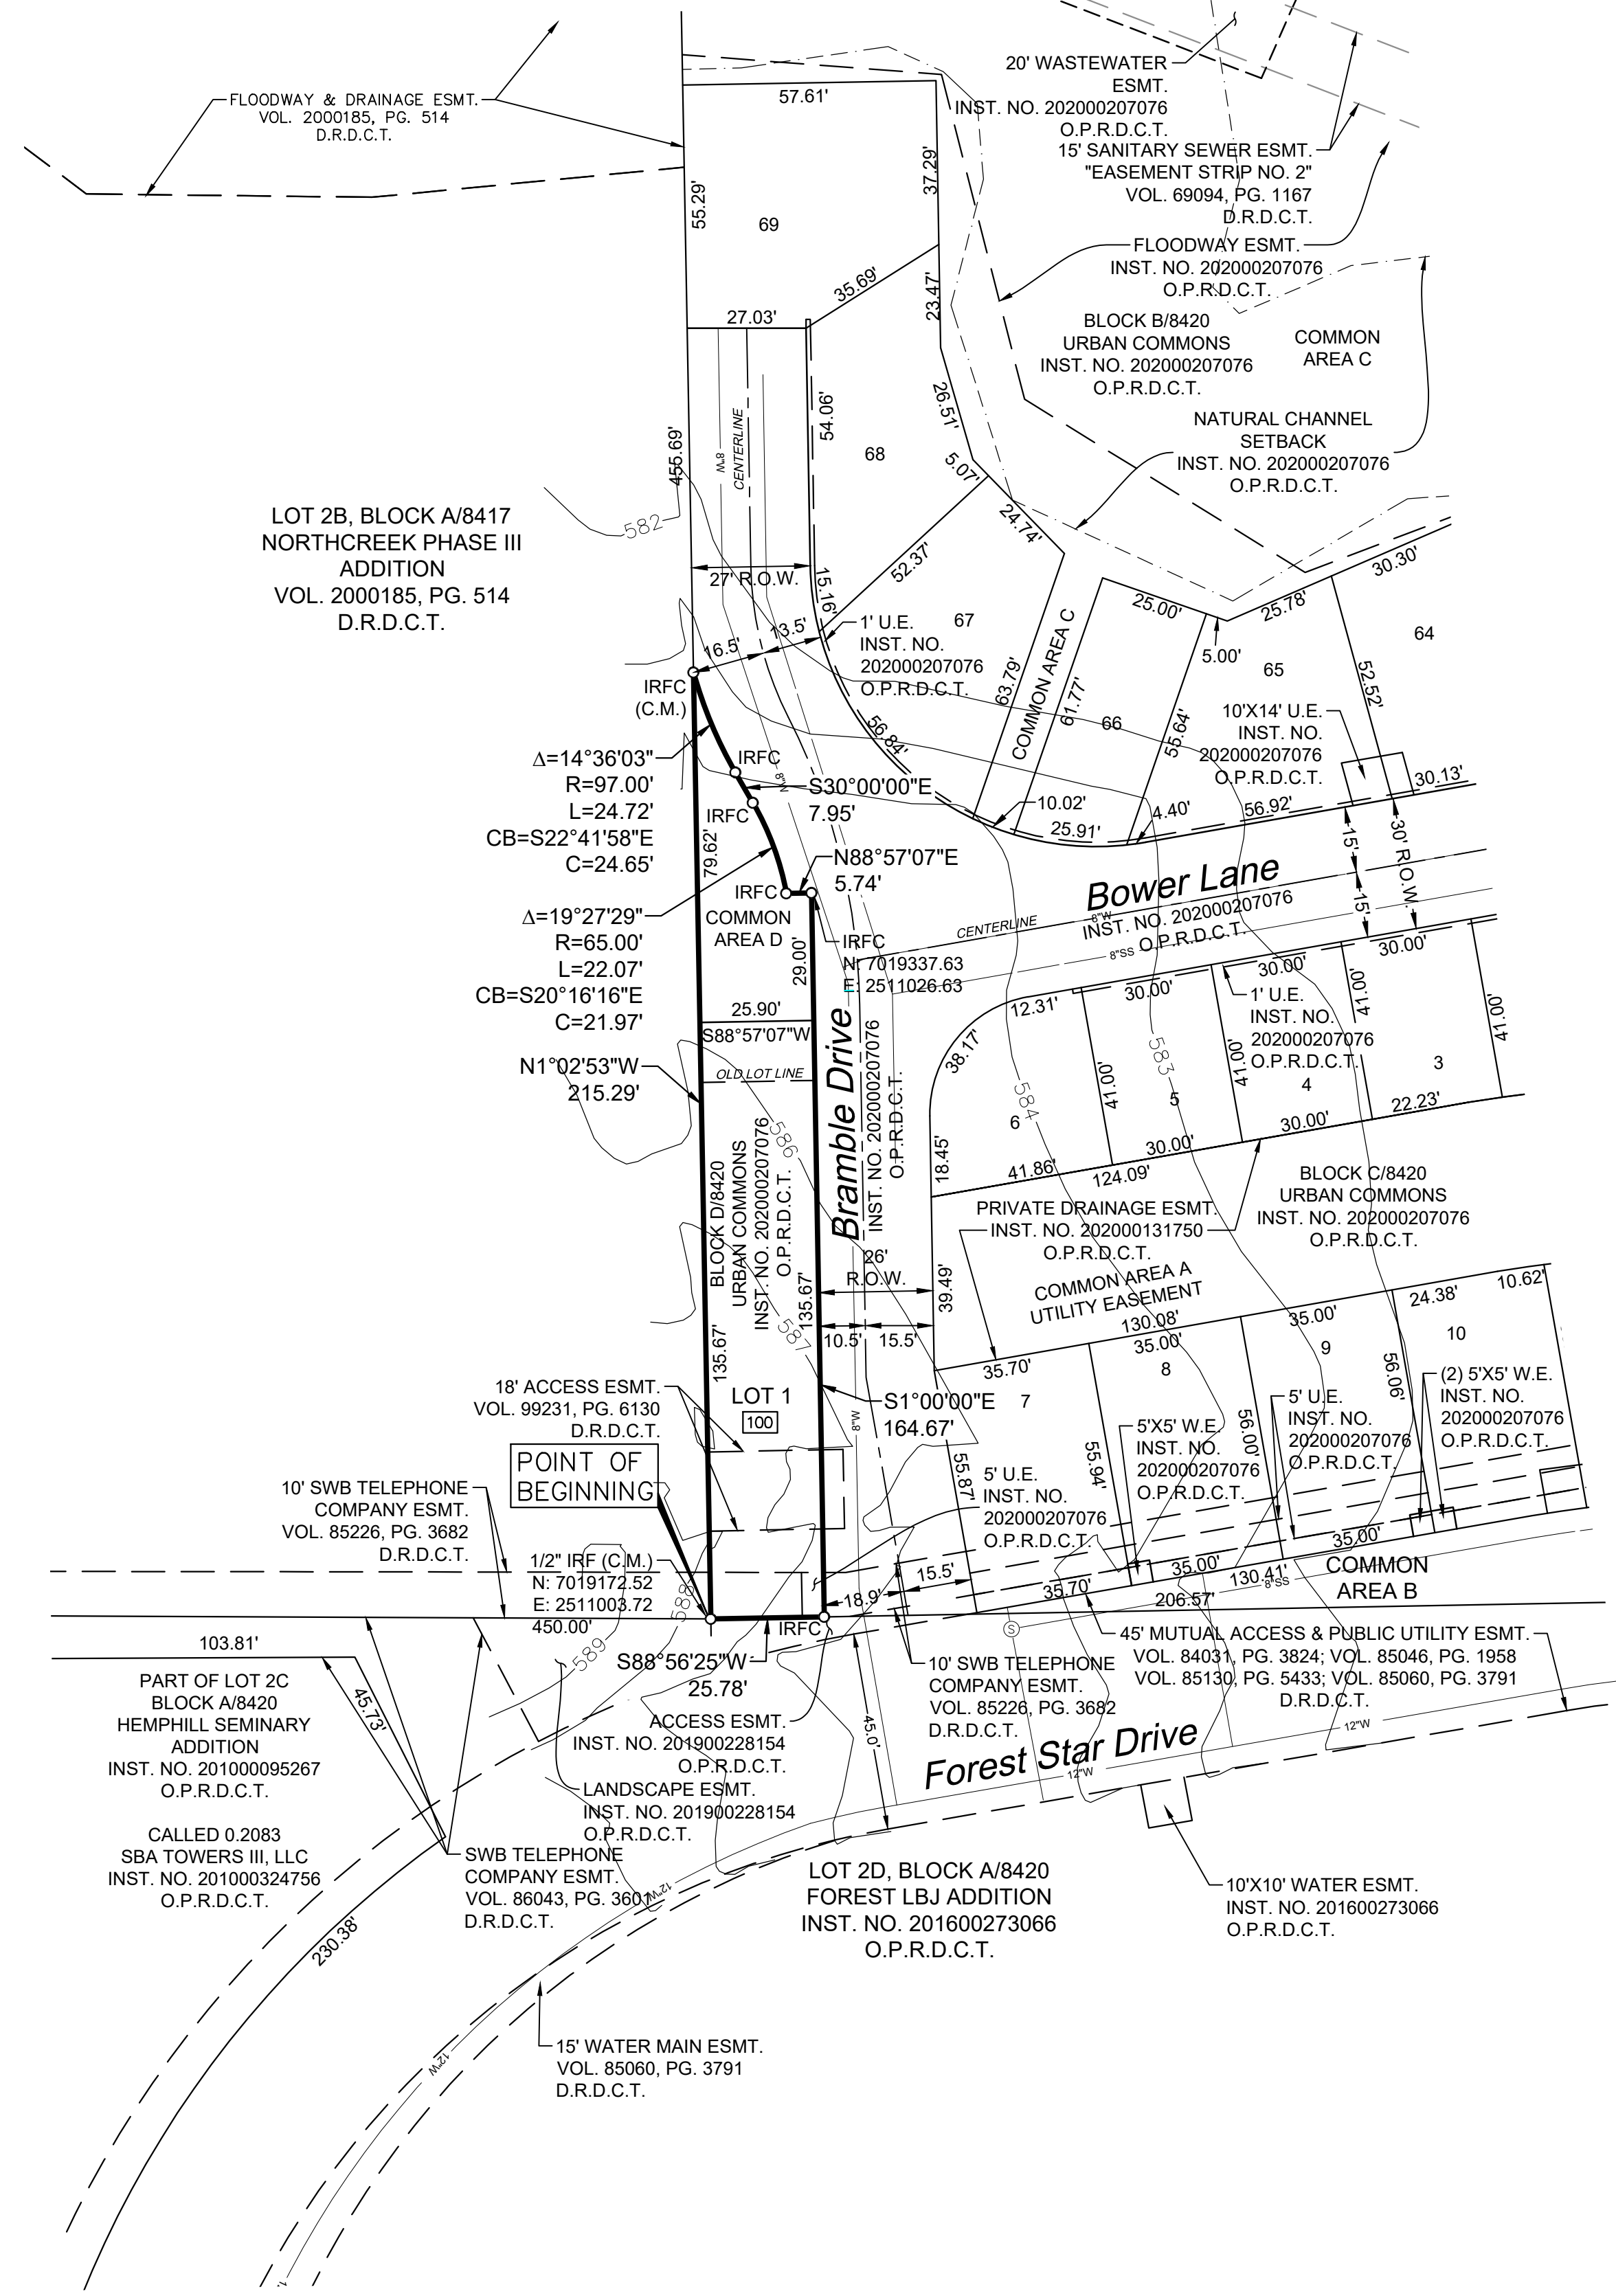 FLOODWAY & DRAINAGE ESMT.
VOL. 2000185, PG. 514
D.R.D.C.T.
20' WASTEWATER
ESMT.
INST. NO. 202000207076
O.P.R.D.C.T.
15' SANITARY SEWER ESMT.
"EASEMENT STRIP NO. 2"
VOL. 69094, PG. 1167
D.R.D.C.T.
FLOODWAY ESMT.
INST. NO. 202000207076
O.P.R.D.C.T.
57.61'
37.29'
55.29'
69
35.69'
23.47'
27.03'
BLOCK B/8420
URBAN COMMONS
INST. NO. 202000207076
O.P.R.D.C.T.
COMMON
AREA C
NATURAL CHANNEL
SETBACK
INST. NO. 202000207076
O.P.R.D.C.T.
26.51'
54.06'
CENTERLINE
8"W
455.69'
68
5.07'
24.74'
LOT 2B, BLOCK A/8417
NORTHCREEK PHASE III
ADDITION
VOL. 2000185, PG. 514
D.R.D.C.T.
582
52.37'
27' R.O.W.
15.16'
30.30'
25.00'
25.78'
1' U.E.
INST. NO.
202000207076
O.P.R.D.C.T.
67
64
16.5'
13.5'
5.00'
65
52.52'
63.79'
COMMON AREA C
61.77'
66
55.64'
10'X14' U.E.
INST. NO.
202000207076
O.P.R.D.C.T.
IRFC
(C.M.)
56.84'
30.13'
Δ=14°36'03"
R=97.00'
L=24.72'
CB=S22°41'58"E
C=24.65'
IRFC
8"W
S30°00'00"E
7.95'
IRFC
10.02'
25.91'
4.40'
56.92'
15'
30' R.O.W.
79.62'
N88°57'07"E
5.74'
IRFC
Bower Lane
INST. NO. 202000207076
O.P.R.D.C.T.
8"W
CENTERLINE
8"SS
15'
Δ=19°27'29"
R=65.00'
L=22.07'
CB=S20°16'16"E
C=21.97'
COMMON
AREA D
29.00'
IRFC
N: 7019337.63
E: 2511026.63
30.00'
30.00'
30.00'
12.31'
38.17'
1' U.E.
INST. NO.
202000207076
O.P.R.D.C.T.
41.00'
41.00'
41.00'
41.00'
25.90'
S88°57'07"W
OLD LOT LINE
N1°02'53"W
215.29'
Bramble Drive
INST. NO. 202000207076
O.P.R.D.C.T.
584
583
3
4
5
6
22.23'
30.00'
30.00'
41.86'
124.09'
18.45'
586
BLOCK D/8420
URBAN COMMONS
INST. NO. 202000207076
O.P.R.D.C.T.
135.67'
135.67'
PRIVATE DRAINAGE ESMT.
INST. NO. 202000131750
O.P.R.D.C.T.
BLOCK C/8420
URBAN COMMONS
INST. NO. 202000207076
O.P.R.D.C.T.
26'
R.O.W.
39.49'
COMMON AREA A
UTILITY EASEMENT
130.08'
10.62'
24.38'
35.00'
35.00'
35.70'
587
10.5'
15.5'
10
9
8
7
56.06'
(2) 5'X5' W.E.
INST. NO.
202000207076
O.P.R.D.C.T.
18' ACCESS ESMT.
VOL. 99231, PG. 6130
D.R.D.C.T.
LOT 1
100
S1°00'00"E
164.67'
8"W
5'X5' W.E.
INST. NO.
202000207076
O.P.R.D.C.T.
56.00'
5' U.E.
INST. NO.
202000207076
O.P.R.D.C.T.
55.94'
55.87'
5' U.E.
INST. NO.
202000207076
O.P.R.D.C.T.
POINT OF
BEGINNING
10' SWB TELEPHONE
COMPANY ESMT.
VOL. 85226, PG. 3682
D.R.D.C.T.
1/2" IRF (C.M.)
N: 7019172.52
E: 2511003.72
450.00'
588
589
IRFC
18.9'
15.5'
35.70'
35.00'
35.00'
130.41'
8"SS
206.57'
COMMON
AREA B
S
S88°56'25"W
25.78'
103.81'
45.73'
PART OF LOT 2C
BLOCK A/8420
HEMPHILL SEMINARY
ADDITION
INST. NO. 201000095267
O.P.R.D.C.T.
CALLED 0.2083
SBA TOWERS III, LLC
INST. NO. 201000324756
O.P.R.D.C.T.
45' MUTUAL ACCESS & PUBLIC UTILITY ESMT.
VOL. 84031, PG. 3824; VOL. 85046, PG. 1958
VOL. 85130, PG. 5433; VOL. 85060, PG. 3791
D.R.D.C.T.
10' SWB TELEPHONE
COMPANY ESMT.
VOL. 85226, PG. 3682
D.R.D.C.T.
ACCESS ESMT.
INST. NO. 201900228154
O.P.R.D.C.T.
LANDSCAPE ESMT.
INST. NO. 201900228154
O.P.R.D.C.T.
45.0'
Forest Star Drive
12"W
12"W
SWB TELEPHONE
COMPANY ESMT.
VOL. 86043, PG. 3607
D.R.D.C.T.
12"W
12"W
LOT 2D, BLOCK A/8420
FOREST LBJ ADDITION
INST. NO. 201600273066
O.P.R.D.C.T.
10'X10' WATER ESMT.
INST. NO. 201600273066
O.P.R.D.C.T.
230.38'
15' WATER MAIN ESMT.
VOL. 85060, PG. 3791
D.R.D.C.T.
12"W